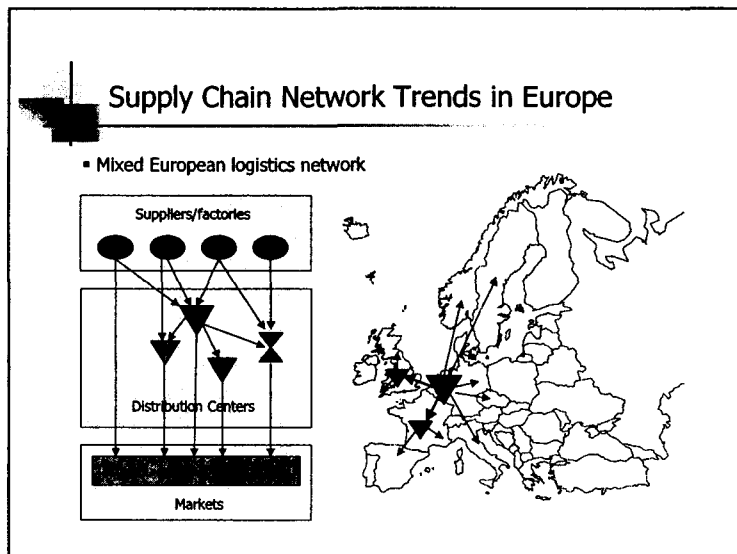 Supply Chain Network Trends in Europe
▪ Mixed European logistics network
Suppliers/factories
Distribution Centers
Markets